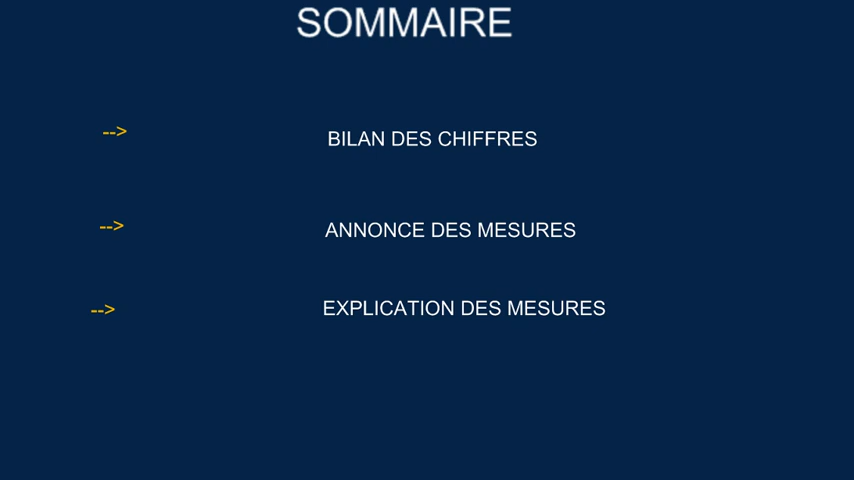 SOMMAIRE
--> BILAN DES CHIFFRES
--> ANNONCE DES MESURES
--> EXPLICATION DES MESURES